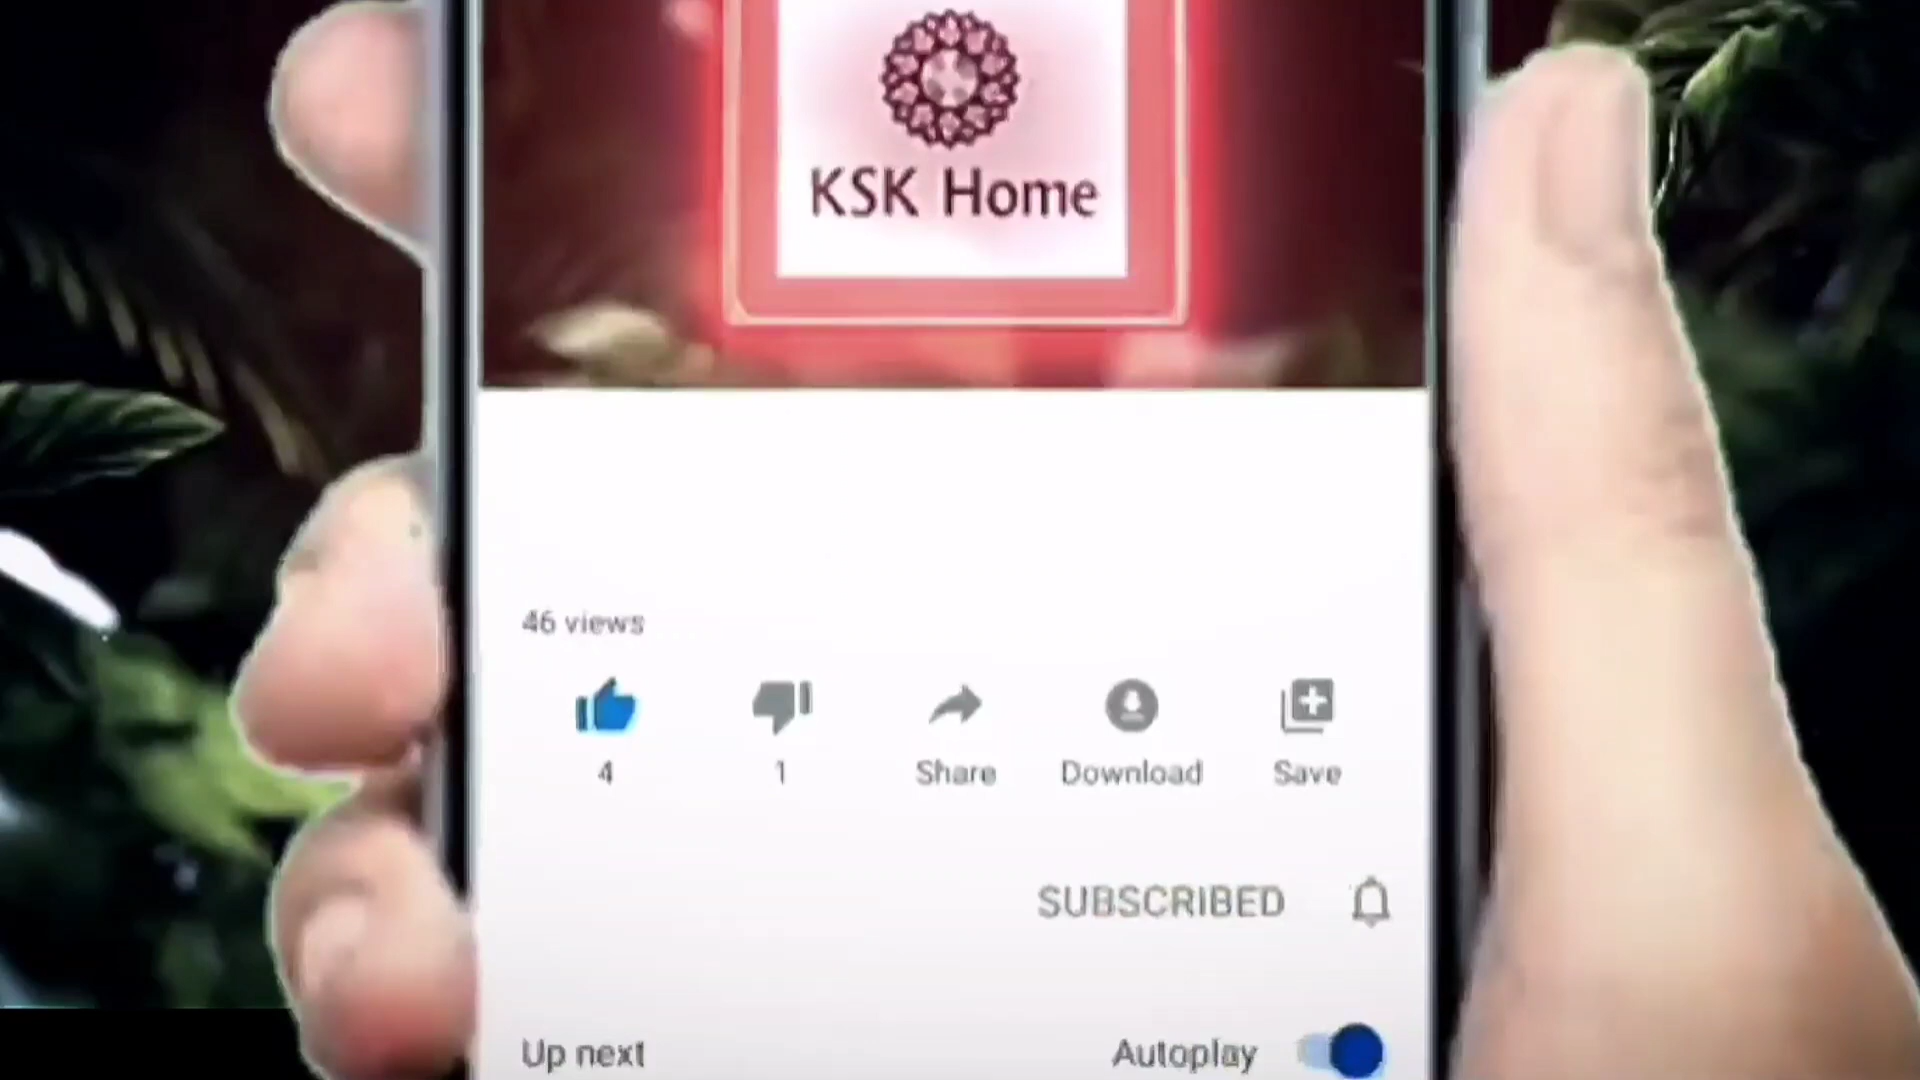 KSK Home
46 views
4
1
Share
Download
Save
SUBSCRIBED
Up next
Autoplay